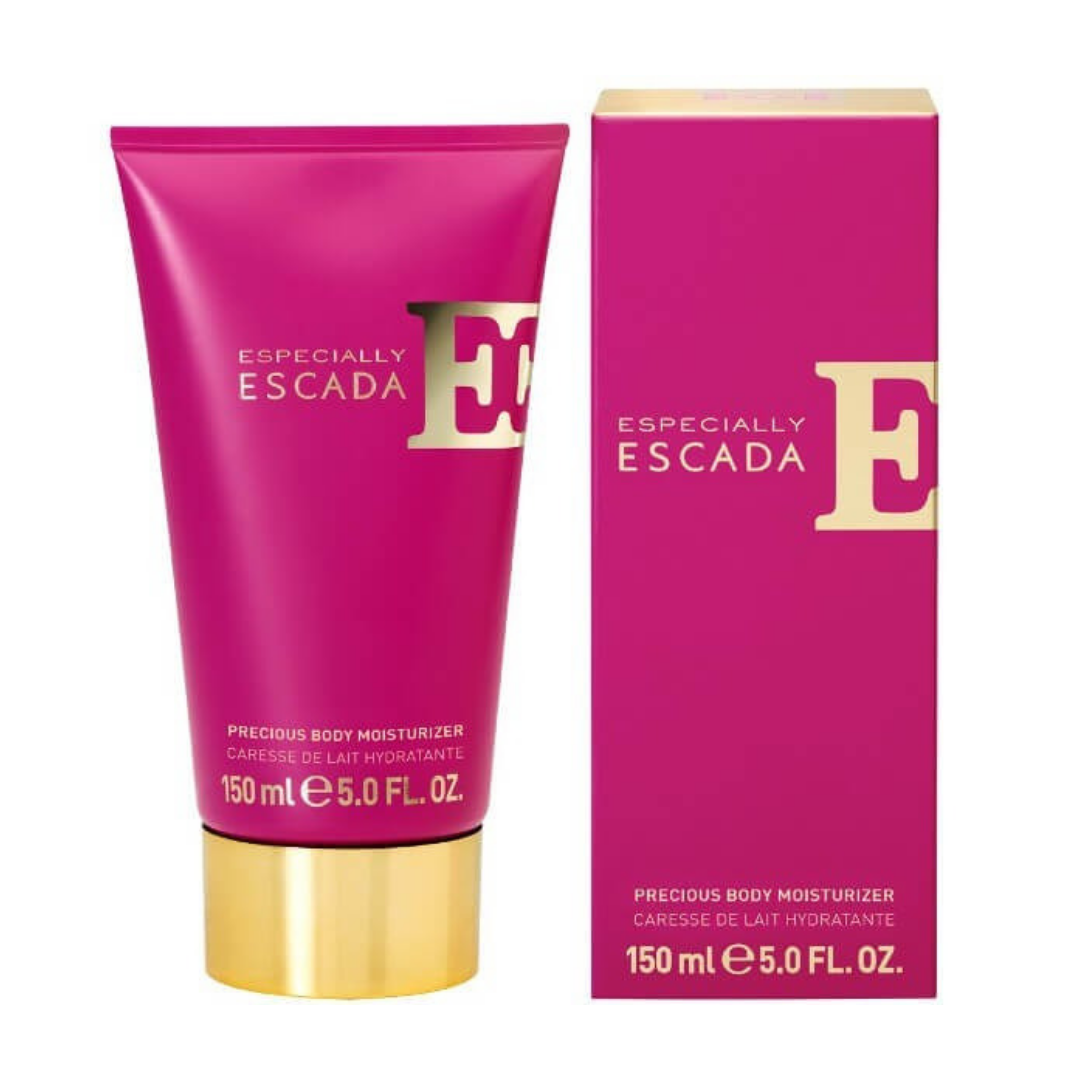 ESPECIALLY
ESCADA
E
PRECIOUS BODY MOISTURIZER
CARESSE DE LAIT HYDRATANTE
150 ml e 5.0 FL. OZ.
ESPECIALLY
ESCADA
E
PRECIOUS BODY MOISTURIZER
CARESSE DE LAIT HYDRATANTE
150 ml e 5.0 FL. OZ.